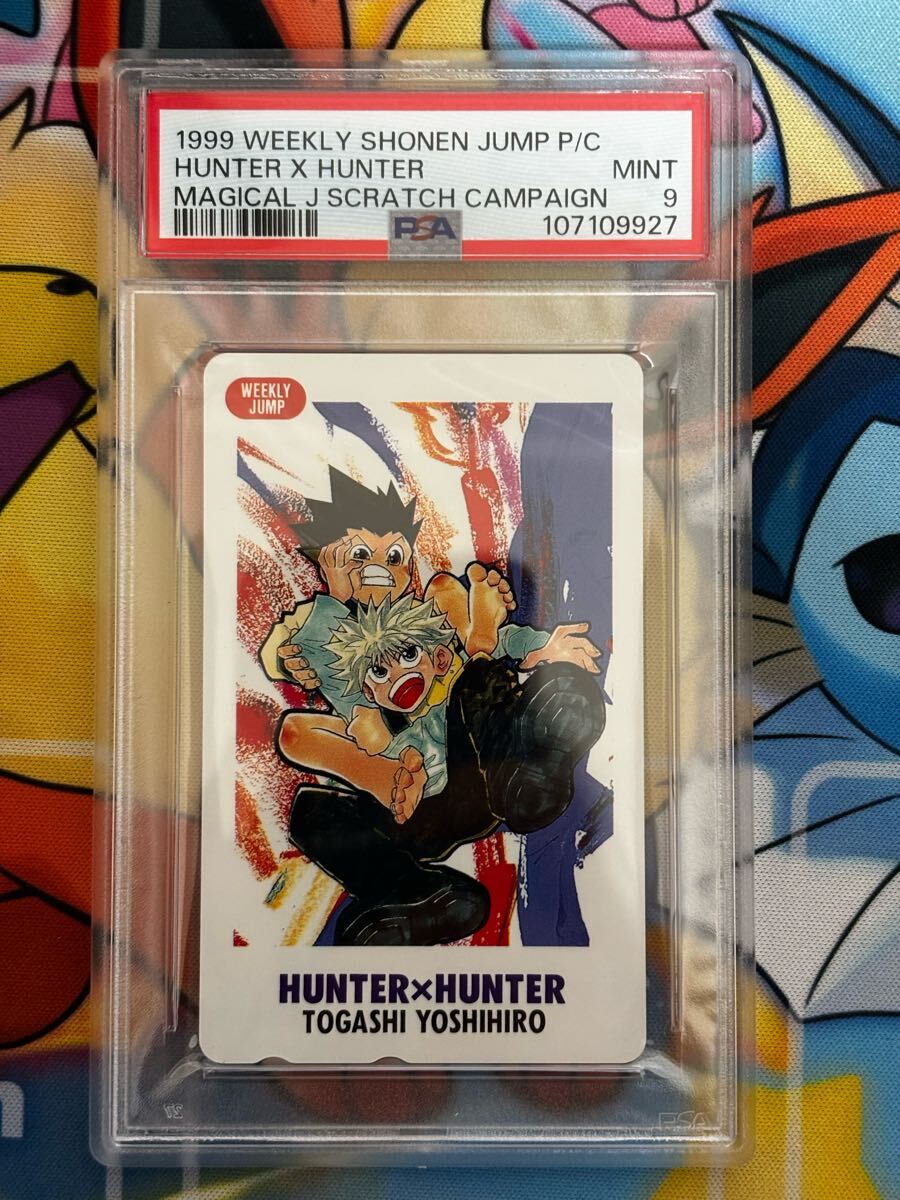 1999 WEEKLY SHONEN JUMP P/C
HUNTER X HUNTER MINT
MAGICAL J SCRATCH CAMPAIGN 9
PSA 107109927
WEEKLY
JUMP
HUNTER×HUNTER
TOGASHI YOSHIHIRO
PSA